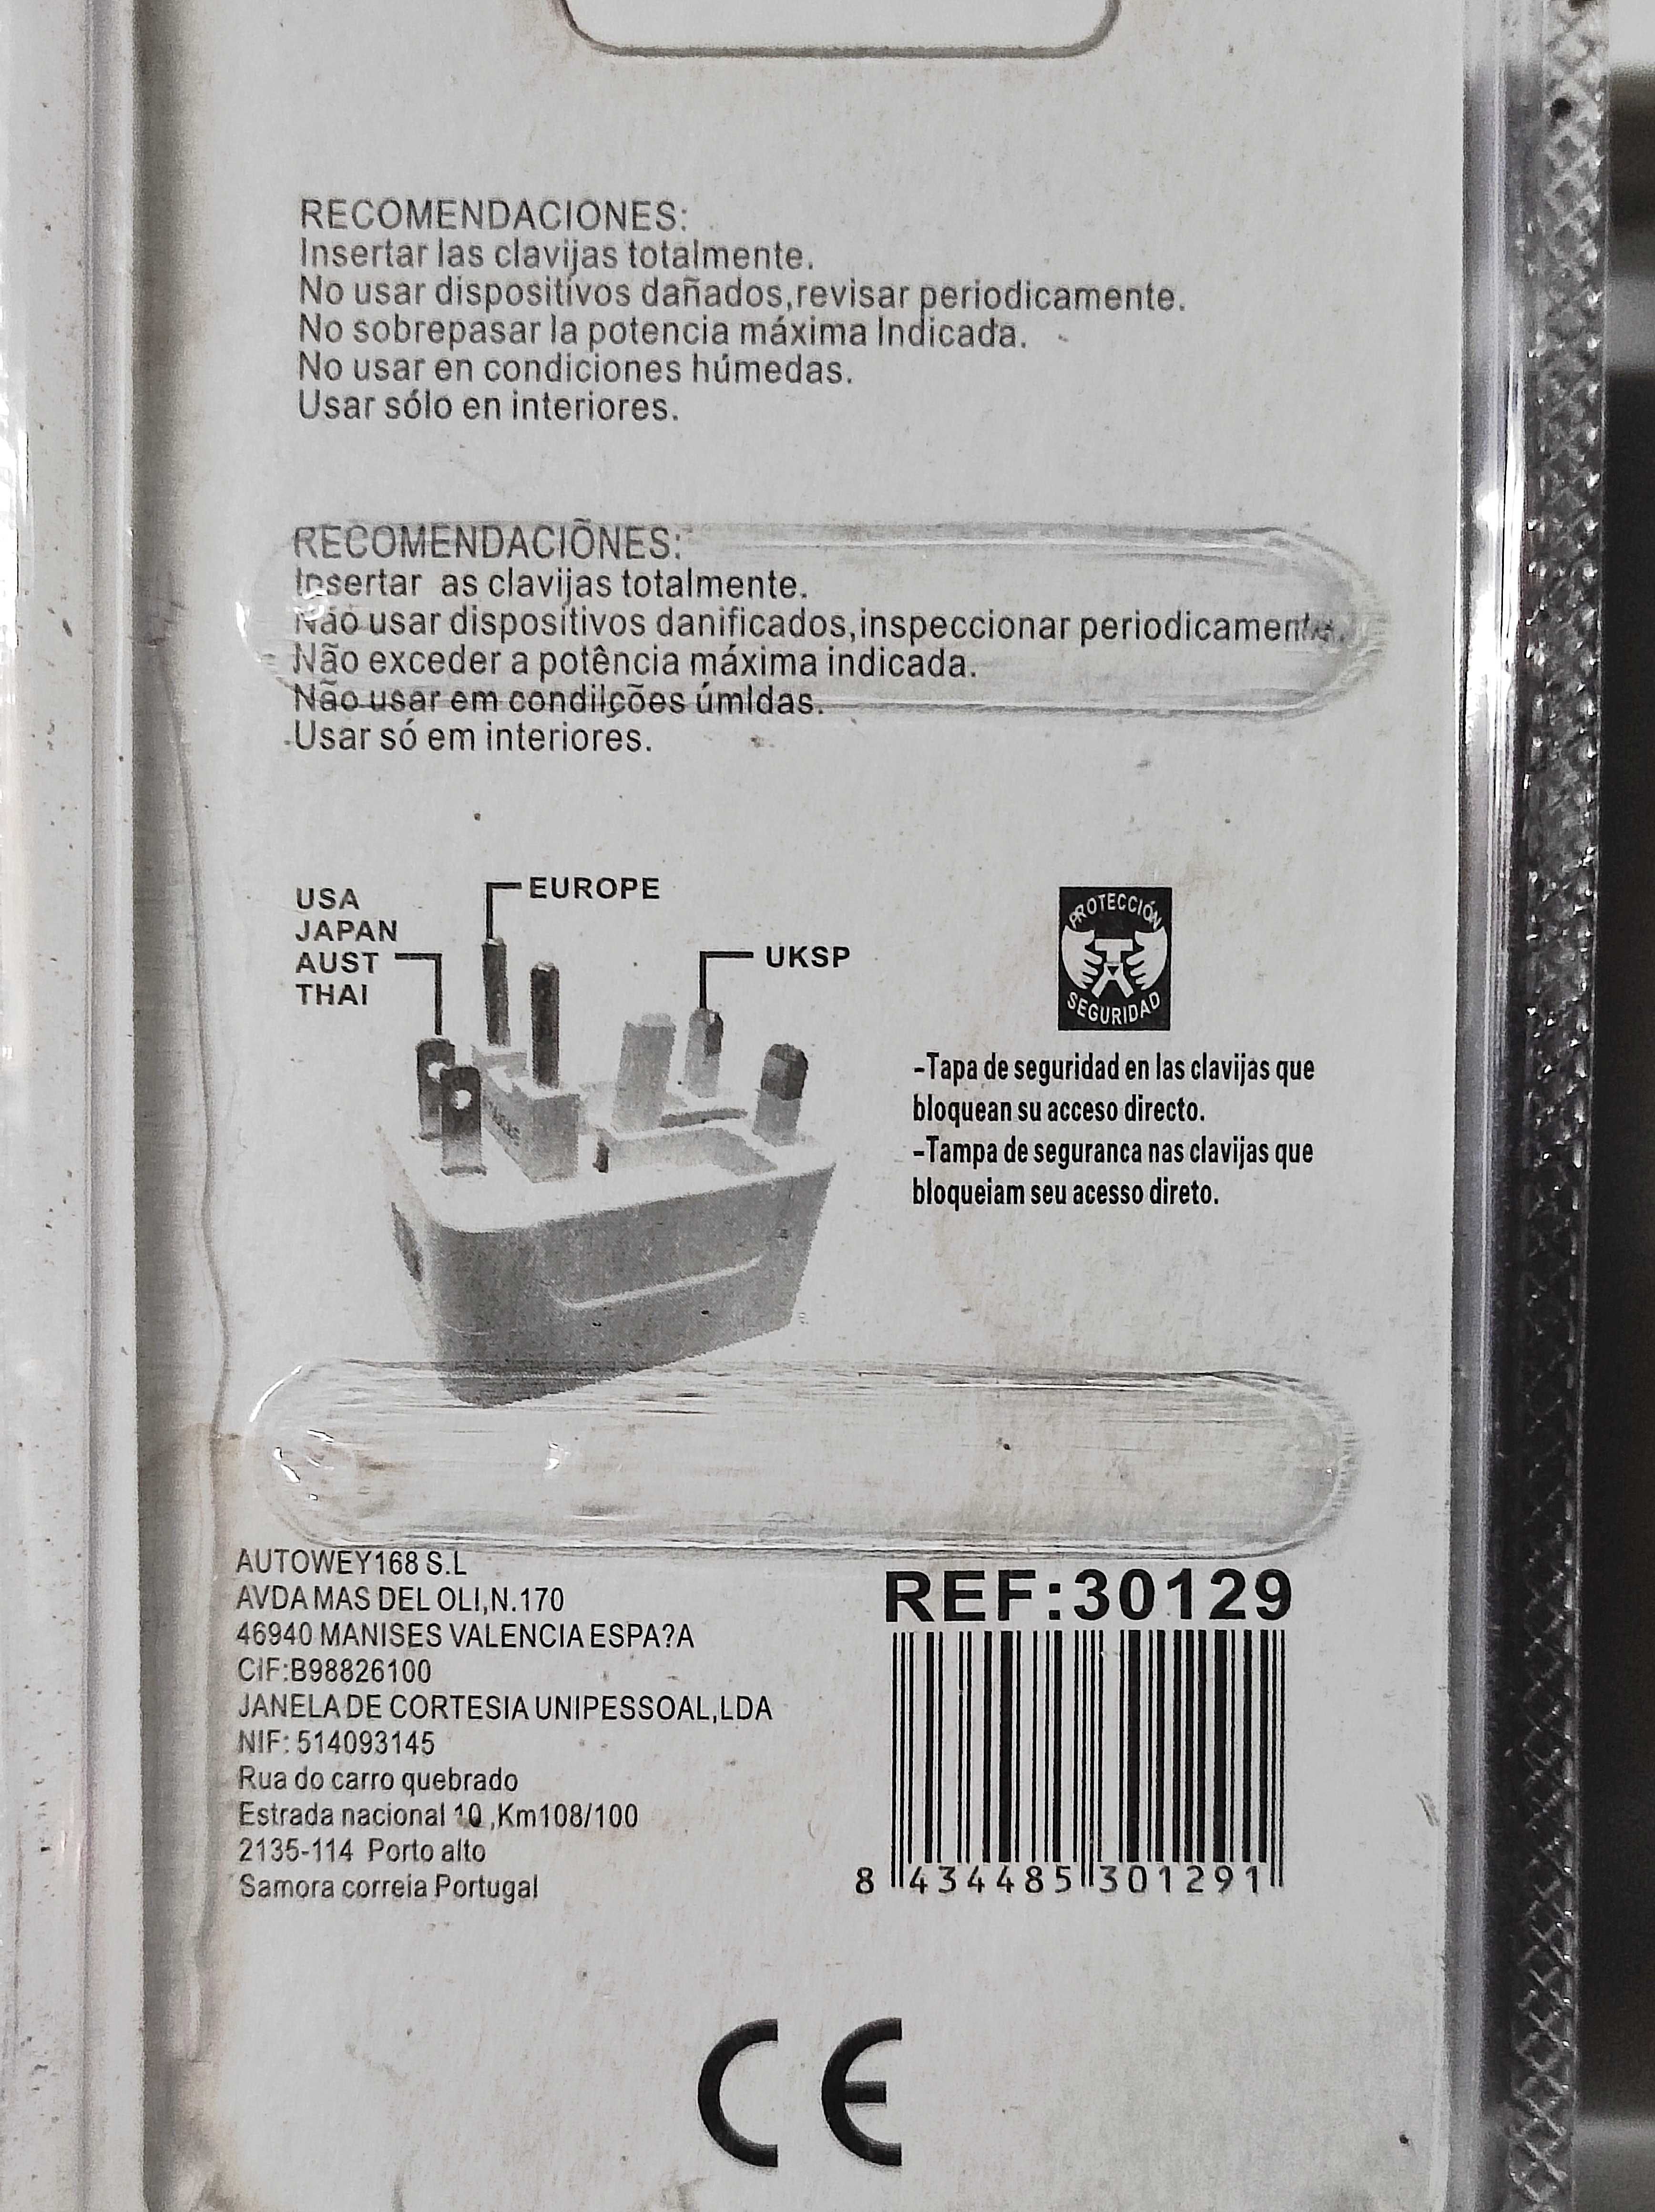 RECOMENDACIONES:
Insertar las clavijas totalmente.
No usar dispositivos dañados,revisar periodicamente.
No sobrepasar la potencia máxima Indicada.
No usar en condiciones húmedas.
Usar sólo en interiores.
RECOMENDACIÕNES:
Insertar as clavijas totalmente.
Não usar dispositivos danificados,inspeccionar periodicamente.
Não exceder a potência máxima indicada.
Não usar em condilções úmldas.
Usar só em interiores.
USA
JAPAN
AUST
THAI
EUROPE
UKSP
PROTECCIÓN
SEGURIDAD
-Tapa de seguridad en las clavijas que
bloquean su acceso directo.
-Tampa de seguranca nas clavijas que
bloqueiam seu acesso direto.
AUTOWEY168 S.L
AVDA MAS DEL OLI,N.170
46940 MANISES VALENCIA ESPA?A
CIF:B98826100
JANELA DE CORTESIA UNIPESSOAL,LDA
NIF: 514093145
Rua do carro quebrado
Estrada nacional 10 ,Km108/100
2135-114 Porto alto
Samora correia Portugal
REF:30129
8 434485 301291
CE